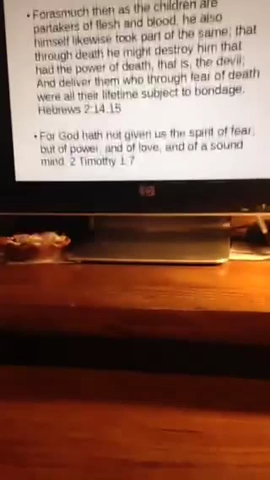 • Forasmuch then as the children are
partakers of flesh and blood, he also
himself likewise took part of the same; that
through death he might destroy him that
had the power of death, that is, the devil;
And deliver them who through fear of death
were all their lifetime subject to bondage.
Hebrews 2:14,15
• For God hath not given us the spirit of fear;
but of power, and of love, and of a sound
mind. 2 Timothy 1:7
hp